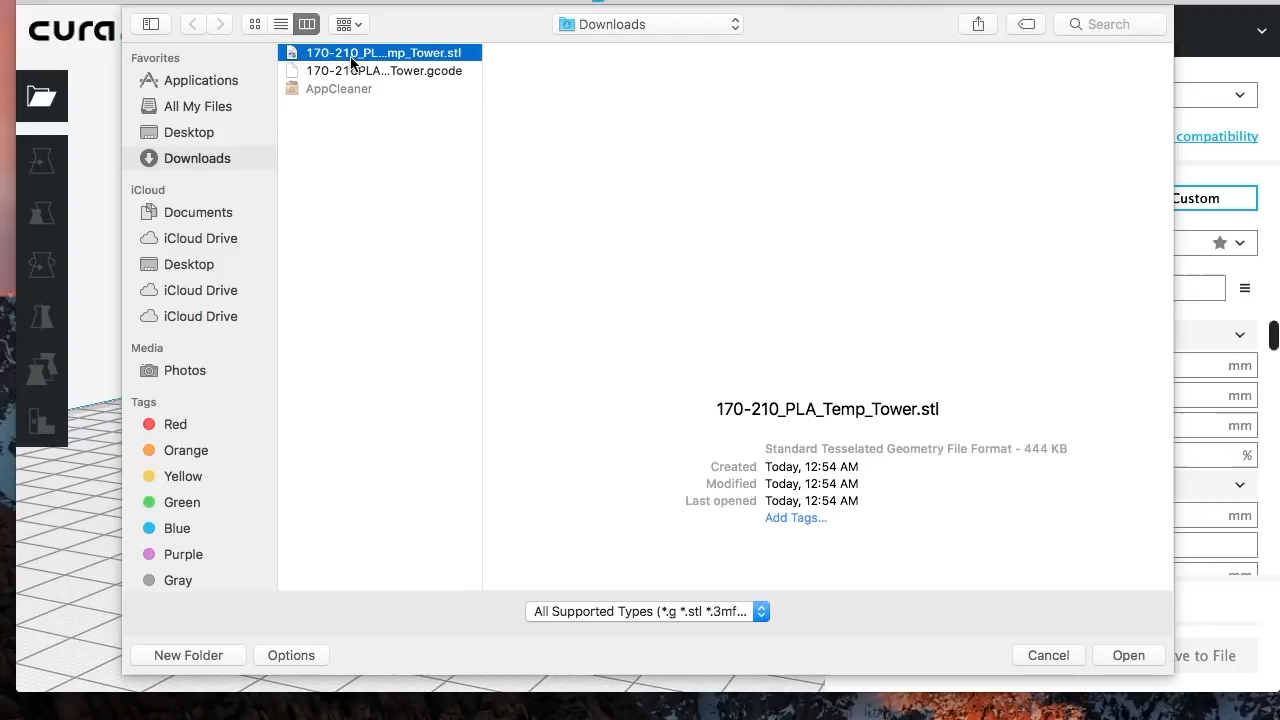 cura
Downloads
Search
Favorites
Applications
All My Files
Desktop
Downloads
iCloud
Documents
iCloud Drive
Desktop
iCloud Drive
iCloud Drive
Media
Photos
Tags
Red
Orange
Yellow
Green
Blue
Purple
Gray
170-210_PL...mp_Tower.stl
170-210PLA...Tower.gcode
AppCleaner
170-210_PLA_Temp_Tower.stl
Standard Tesselated Geometry File Format - 444 KB
Created Today, 12:54 AM
Modified Today, 12:54 AM
Last opened Today, 12:54 AM
Add Tags...
All Supported Types (*.g *.stl *.3mf...
New Folder
Options
Cancel
Open
compatibility
Custom
mm
mm
mm
%
mm
mm
ve to File